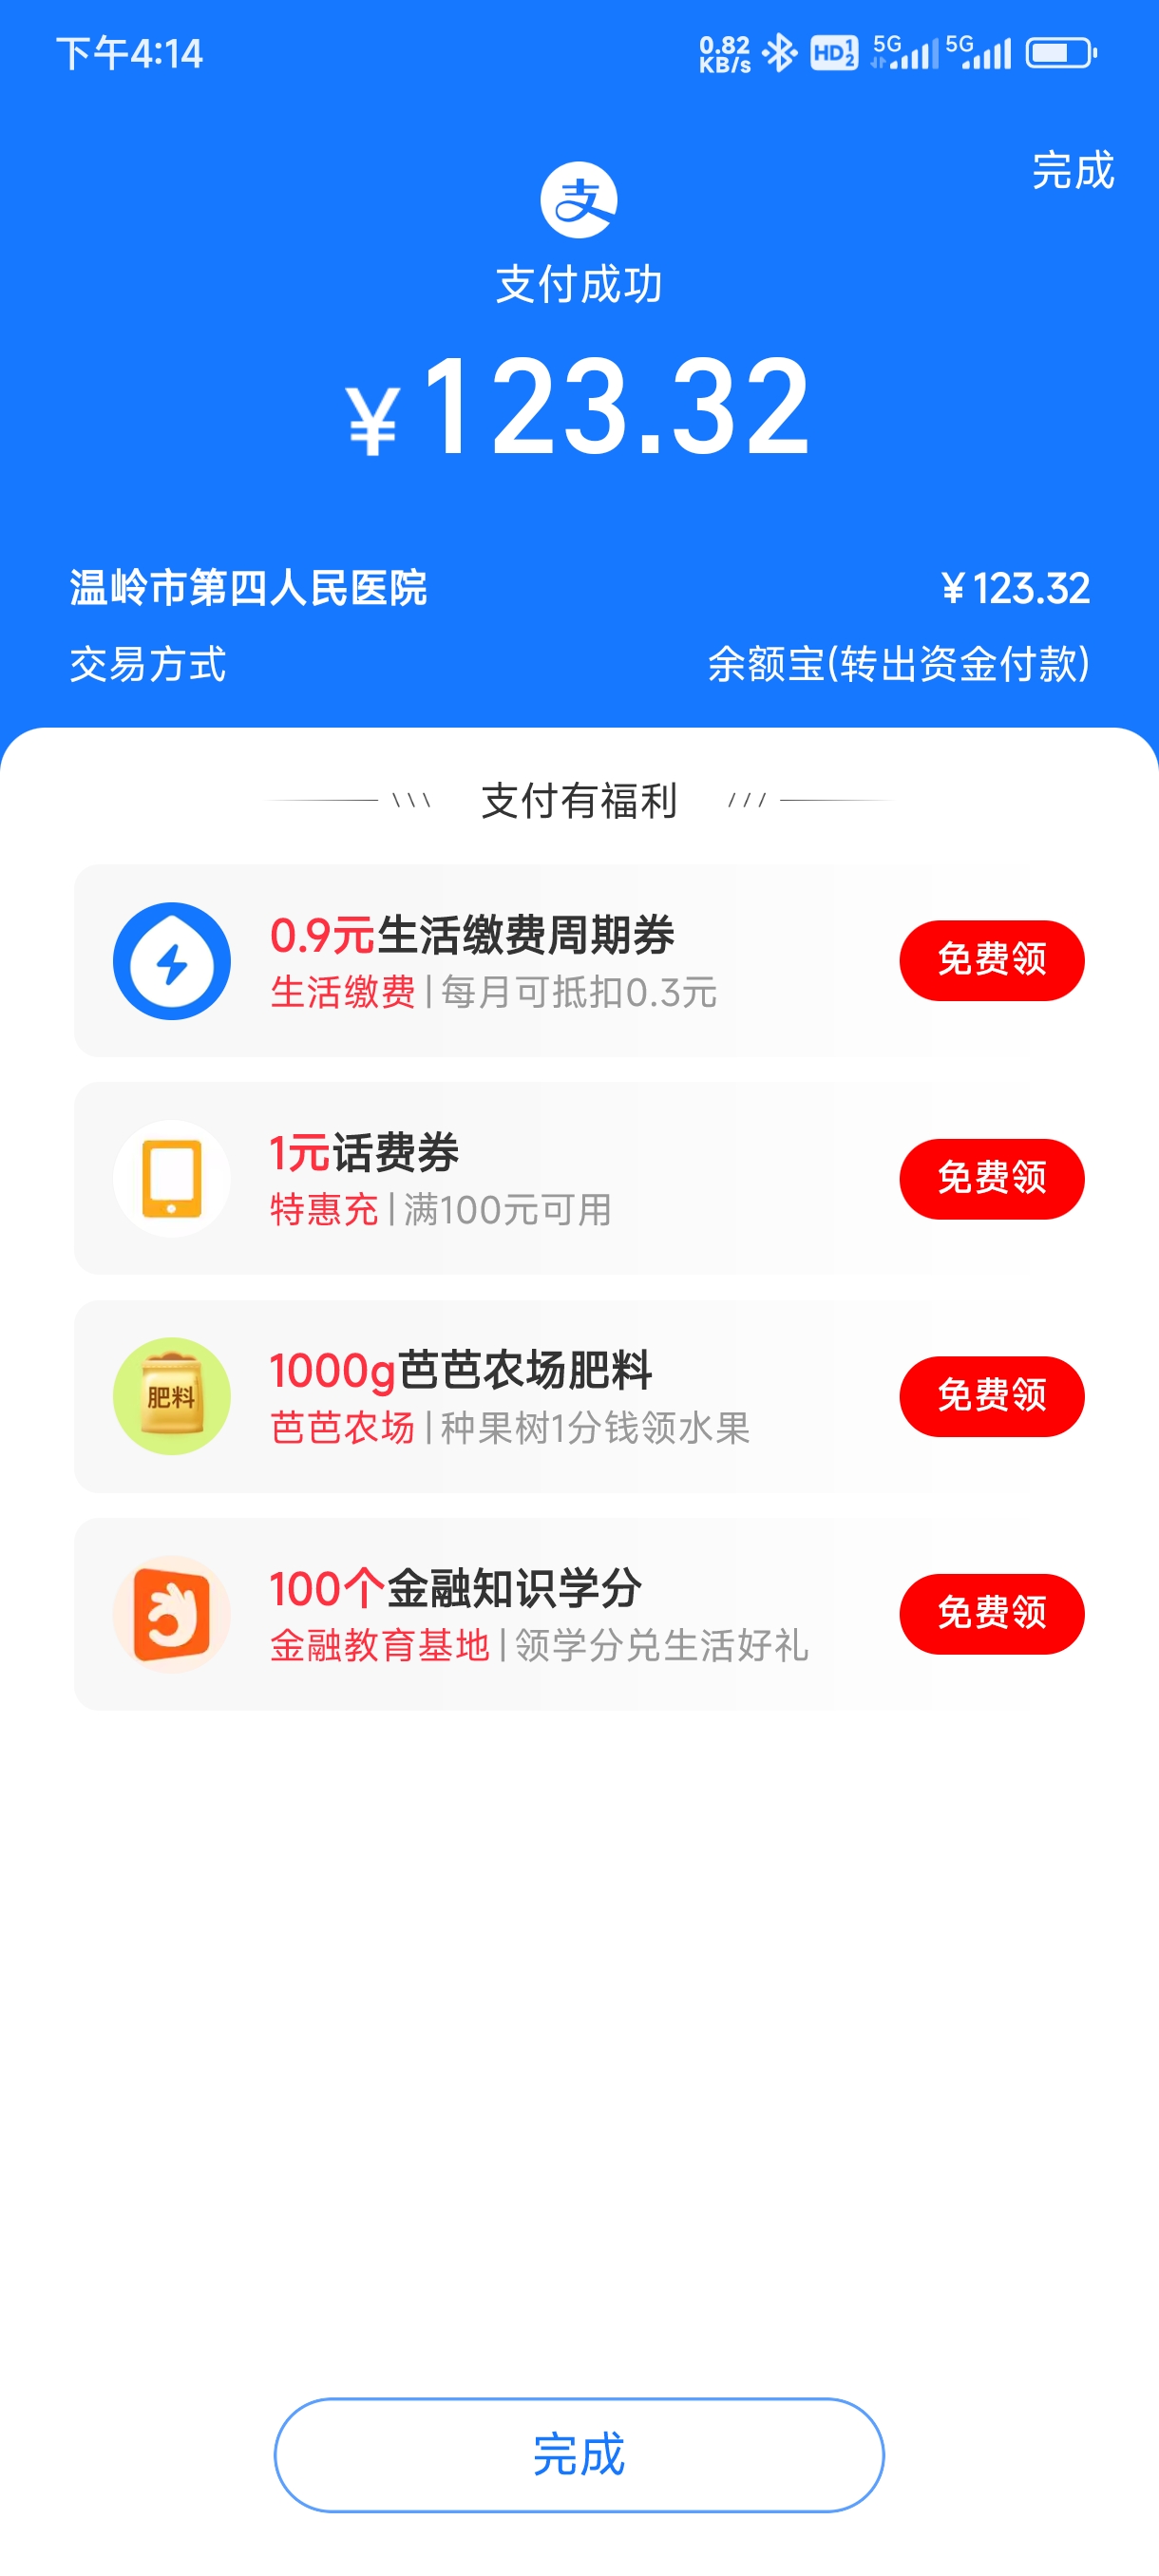 下午4:14
0.82
KB/s
HD 1 2
5G
5G
完成
支
支付成功
¥123.32
温岭市第四人民医院 ¥123.32
交易方式 余额宝(转出资金付款)
支付有福利
0.9元生活缴费周期券
生活缴费|每月可抵扣0.3元
免费领
1元话费券
特惠充|满100元可用
免费领
肥料
1000g芭芭农场肥料
芭芭农场|种果树1分钱领水果
免费领
100个金融知识学分
金融教育基地|领学分兑生活好礼
免费领
完成